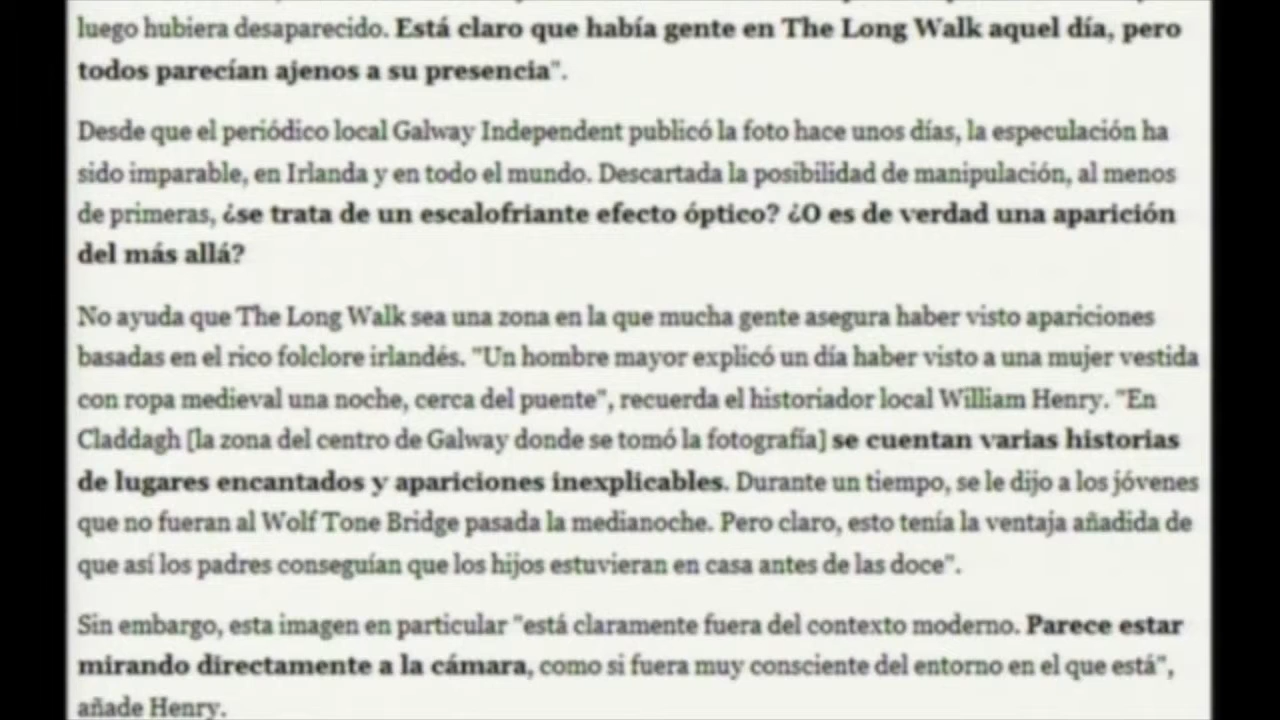 luego hubiera desaparecido. Está claro que había gente en The Long Walk aquel día, pero
todos parecían ajenos a su presencia".
Desde que el periódico local Galway Independent publicó la foto hace unos días, la especulación ha
sido imparable, en Irlanda y en todo el mundo. Descartada la posibilidad de manipulación, al menos
de primeras, ¿se trata de un escalofriante efecto óptico? ¿O es de verdad una aparición
del más allá?
No ayuda que The Long Walk sea una zona en la que mucha gente asegura haber visto apariciones
basadas en el rico folclore irlandés. "Un hombre mayor explicó un día haber visto a una mujer vestida
con ropa medieval una noche, cerca del puente", recuerda el historiador local William Henry. "En
Claddagh [la zona del centro de Galway donde se tomó la fotografía] se cuentan varias historias
de lugares encantados y apariciones inexplicables. Durante un tiempo, se le dijo a los jóvenes
que no fueran al Wolf Tone Bridge pasada la medianoche. Pero claro, esto tenía la ventaja añadida de
que así los padres conseguían que los hijos estuvieran en casa antes de las doce".
Sin embargo, esta imagen en particular "está claramente fuera del contexto moderno. Parece estar
mirando directamente a la cámara, como si fuera muy consciente del entorno en el que está",
añade Henry.